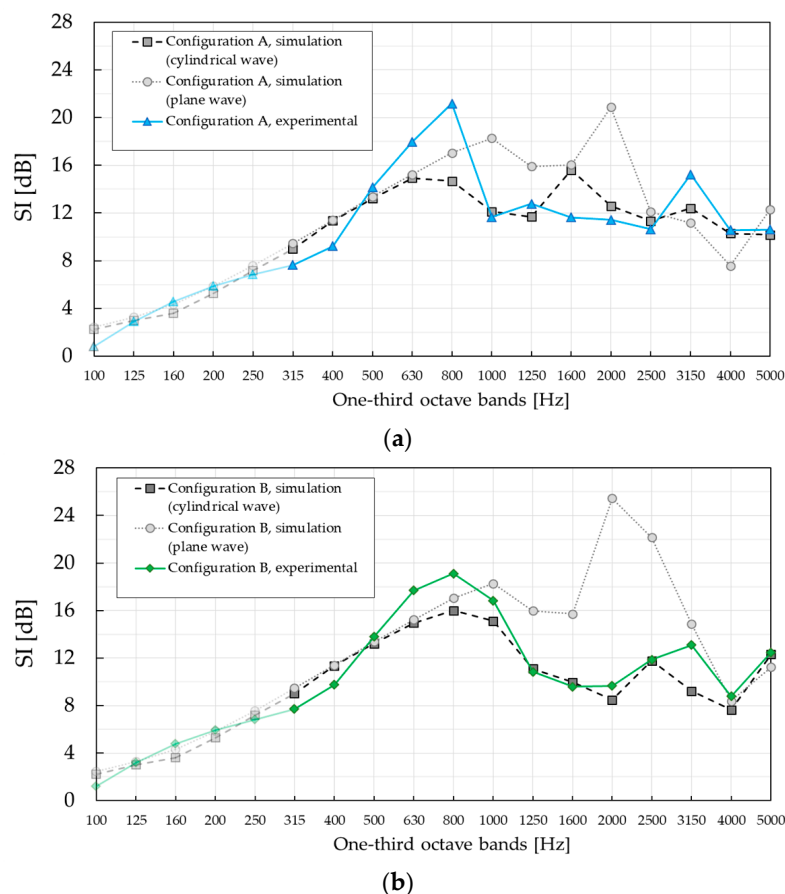 (a)
28
24
20
16
12
8
4
0
SI [dB]
Configuration A, simulation
(cylindrical wave)
Configuration A, simulation
(plane wave)
Configuration A, experimental
100 125 160 200 250 315 400 500 630 800 1000 1250 1600 2000 2500 3150 4000 5000
One-third octave bands [Hz]
(a)
28
24
20
16
12
8
4
0
SI [dB]
Configuration B, simulation
(cylindrical wave)
Configuration B, simulation
(plane wave)
Configuration B, experimental
100 125 160 200 250 315 400 500 630 800 1000 1250 1600 2000 2500 3150 4000 5000
One-third octave bands [Hz]
(b)